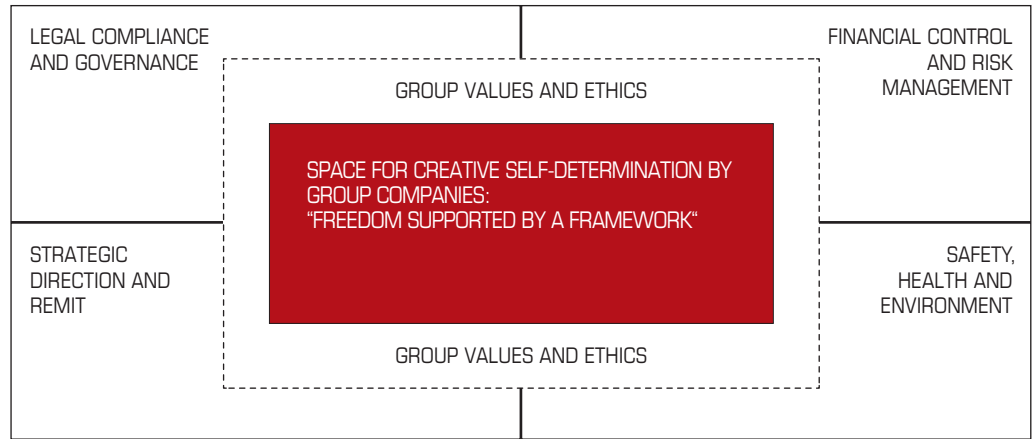 LEGAL COMPLIANCE
AND GOVERNANCE
FINANCIAL CONTROL
AND RISK
MANAGEMENT
GROUP VALUES AND ETHICS
SPACE FOR CREATIVE SELF-DETERMINATION BY
GROUP COMPANIES:
“FREEDOM SUPPORTED BY A FRAMEWORK“
STRATEGIC
DIRECTION AND
REMIT
SAFETY,
HEALTH AND
ENVIRONMENT
GROUP VALUES AND ETHICS